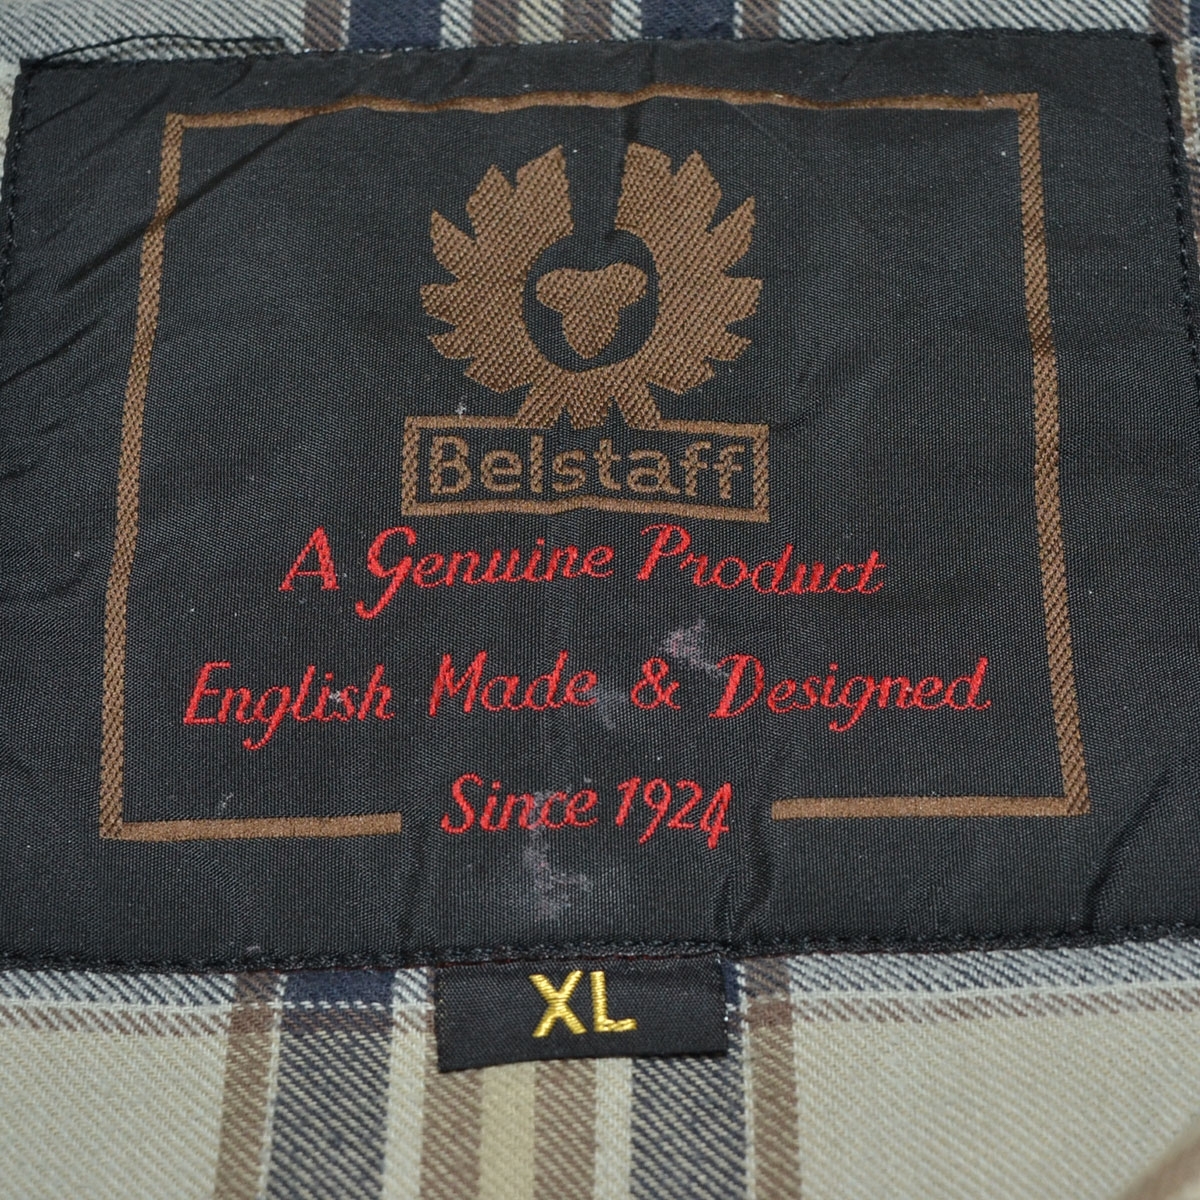 Belstaff
A Genuine Product
English Made & Designed
Since 1924
XL